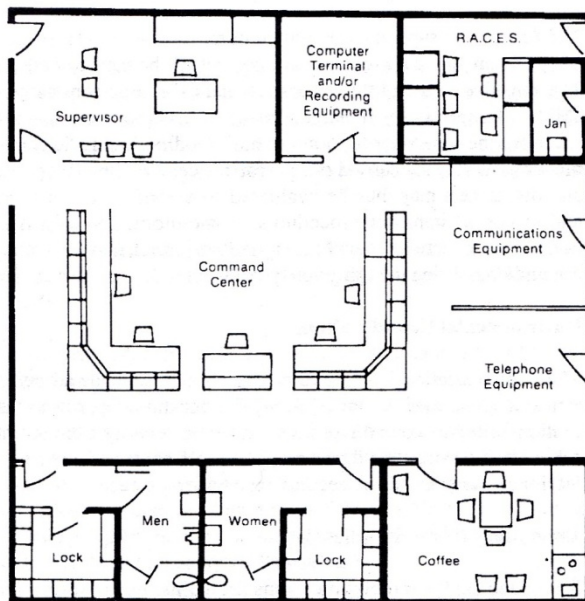 Supervisor
Computer
Terminal
and/or
Recording
Equipment
R.A.C.E.S.
Jan
Command
Center
Communications
Equipment
Telephone
Equipment
Lock
Men
Women
Lock
Coffee